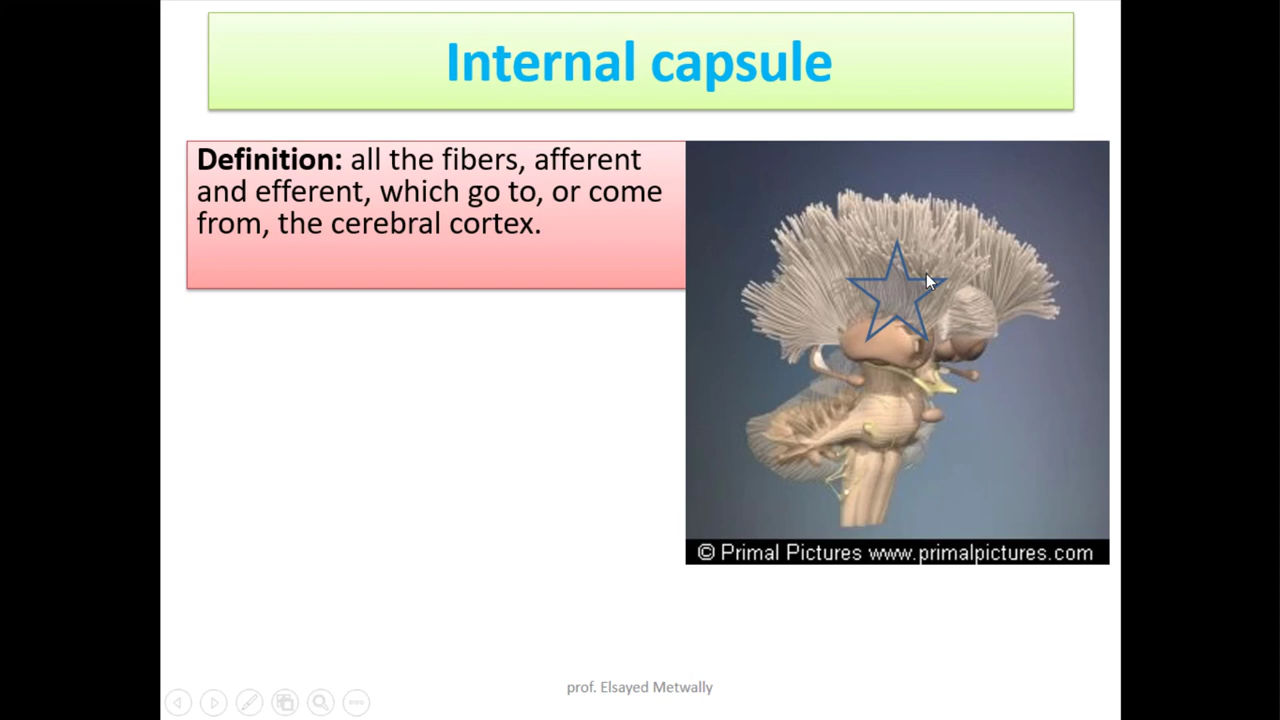 Internal capsule
Definition: all the fibers, afferent
and efferent, which go to, or come
from, the cerebral cortex.
© Primal Pictures www.primalpictures.com
prof. Elsayed Metwally